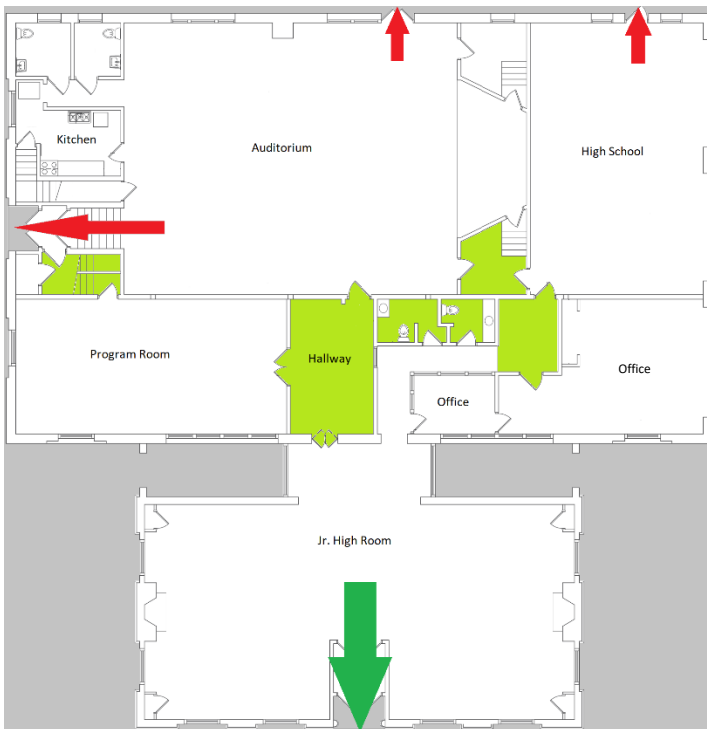 Kitchen
Auditorium
High School
Program Room
Hallway
Office
Office
Jr. High Room